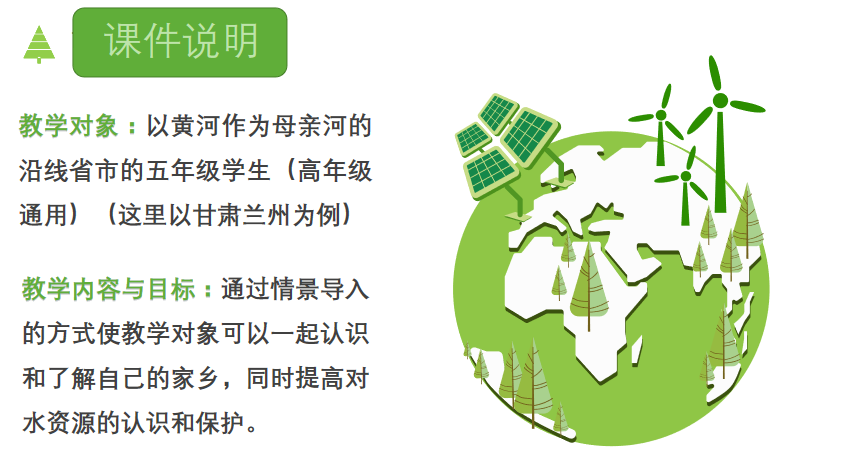 课件说明
教学对象：以黄河作为母亲河的
沿线省市的五年级学生（高年级
通用）（这里以甘肃兰州为例）
教学内容与目标：通过情景导入
的方式使教学对象可以一起认识
和了解自己的家乡，同时提高对
水资源的认识和保护。